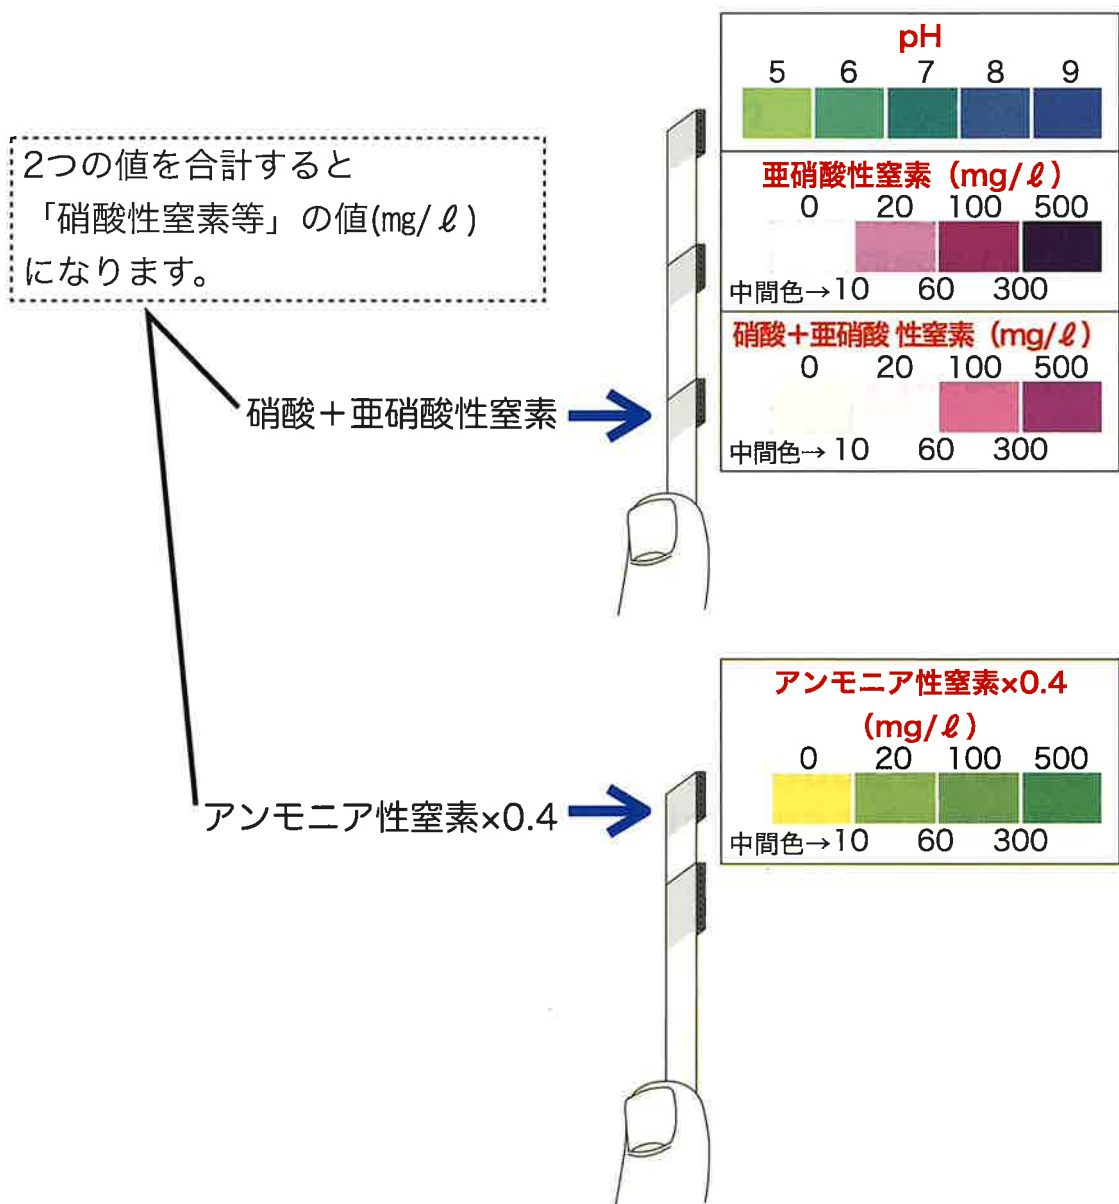 pH
5 6 7 8 9
2つの値を合計すると
「硝酸性窒素等」の値(㎎/ℓ)
になります。
亜硝酸性窒素（mg/ℓ）
0 20 100 500
中間色→10 60 300
硝酸＋亜硝酸 性窒素（mg/ℓ）
0 20 100 500
中間色→10 60 300
硝酸＋亜硝酸性窒素
アンモニア性窒素×0.4
（mg/ℓ）
0 20 100 500
中間色→10 60 300
アンモニア性窒素×0.4